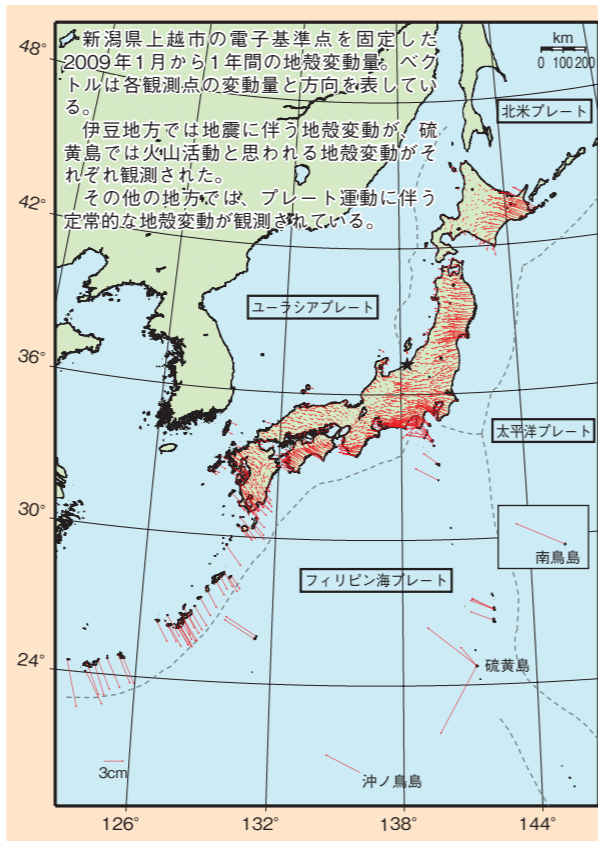 新潟県上越市の電子基準点を固定した
2009年1月から1年間の地殻変動量。ベク
トルは各観測点の変動量と方向を表してい
る。
伊豆地方では地震に伴う地殻変動が、硫
黄島では火山活動と思われる地殻変動がそ
れぞれ観測された。
その他の地方では、プレート運動に伴う
定常的な地殻変動が観測されている。
km
0 100 200
48°
北米プレート
42°
ユーラシアプレート
36°
太平洋プレート
30°
南鳥島
フィリピン海プレート
24°
硫黄島
3cm
沖ノ鳥島
126°
132°
138°
144°